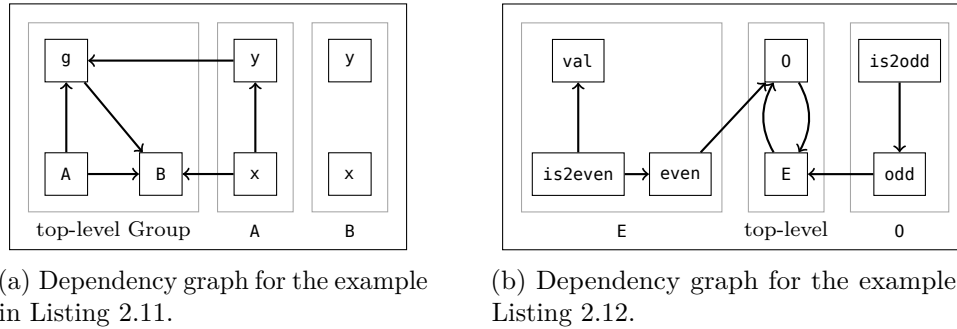 g
y
y
A
B
x
x
top-level Group
A
B
val
O
is2odd
is2even
even
E
odd
E
top-level
O
(a) Dependency graph for the example
in Listing 2.11.
(b) Dependency graph for the example
Listing 2.12.